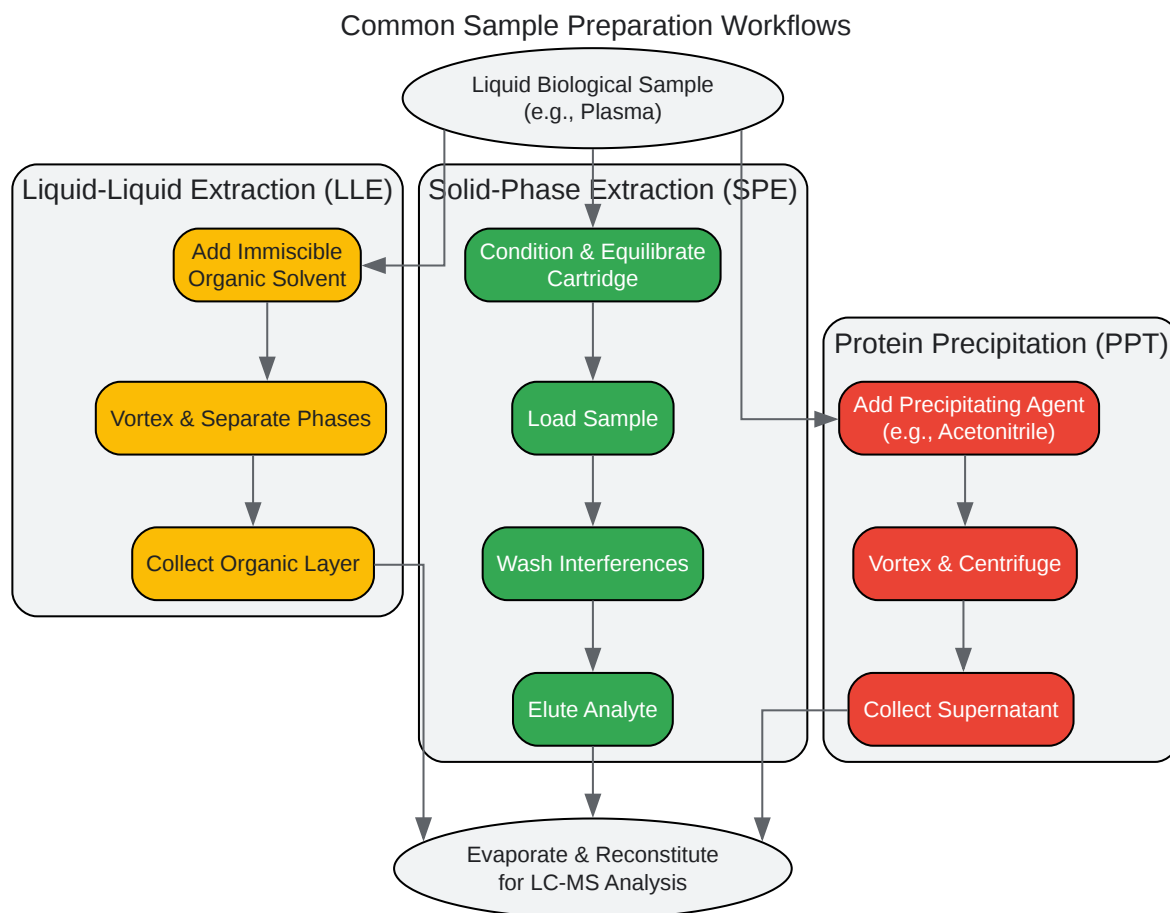 Common Sample Preparation Workflows
Liquid Biological Sample
(e.g., Plasma)
Liquid-Liquid Extraction (LLE)
Add Immiscible
Organic Solvent
Vortex & Separate Phases
Collect Organic Layer
Solid-Phase Extraction (SPE)
Condition & Equilibrate
Cartridge
Load Sample
Wash Interferences
Elute Analyte
Protein Precipitation (PPT)
Add Precipitating Agent
(e.g., Acetonitrile)
Vortex & Centrifuge
Collect Supernatant
Evaporate & Reconstitute
for LC-MS Analysis